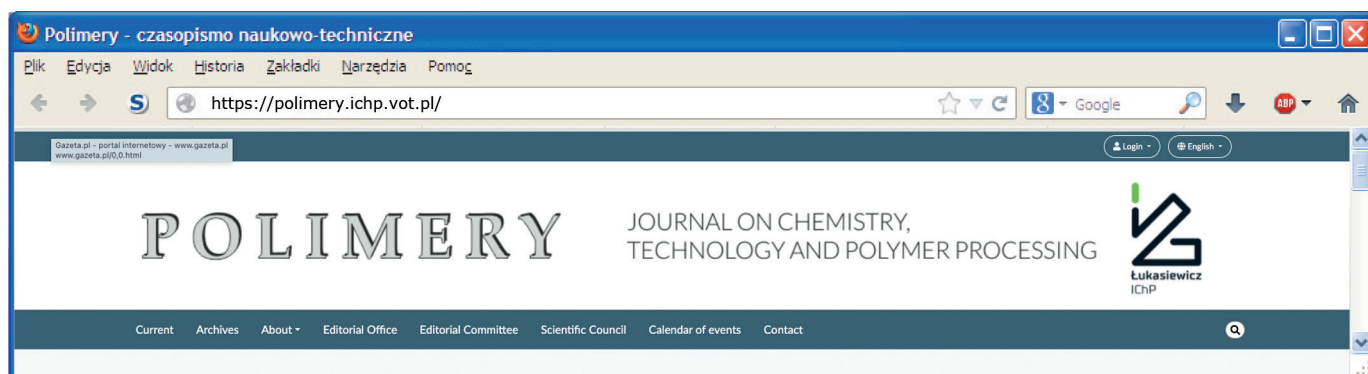 Polimery - czasopismo naukowo-techniczne
Plik Edycja Widok Historia Zakładki Narzędzia Pomoc
S https://polimery.ichp.vot.pl/ 8 Google ABP
Gazeta.pl - portal internetowy - www.gazeta.pl
www.gazeta.pl/0,0.html
Login English
POLIMERY
JOURNAL ON CHEMISTRY,
TECHNOLOGY AND POLYMER PROCESSING
Łukasiewicz
IChP
Current Archives About Editorial Office Editorial Committee Scientific Council Calendar of events Contact